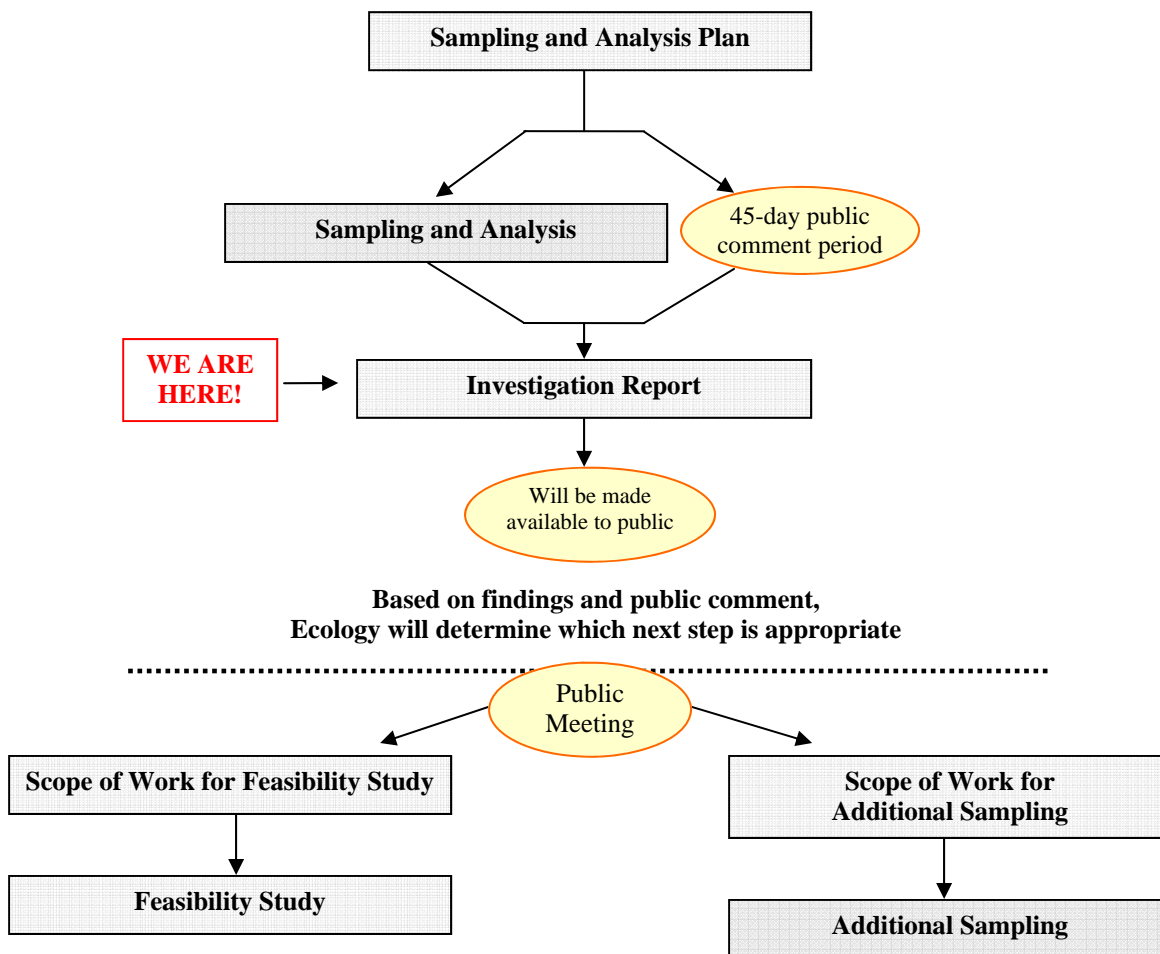 Sampling and Analysis Plan
Sampling and Analysis
45-day public
comment period
WE ARE
HERE!
Investigation Report
Will be made
available to public
Based on findings and public comment,
Ecology will determine which next step is appropriate
Public
Meeting
Scope of Work for Feasibility Study
Scope of Work for
Additional Sampling
Feasibility Study
Additional Sampling